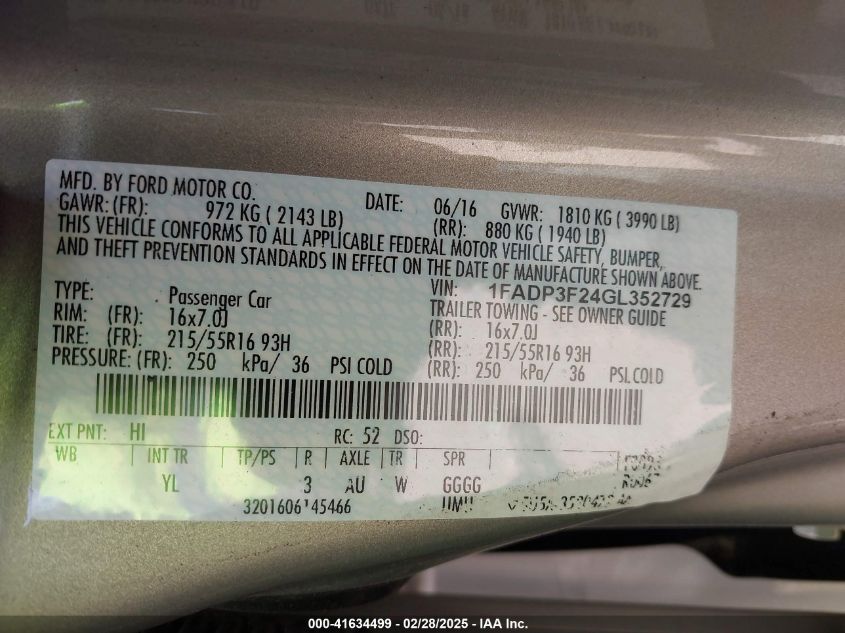 MFD. BY FORD MOTOR CO.
DATE: 06/16 GVWR: 1810 KG ( 3990 LB)
GAWR: (FR): 972 KG ( 2143 LB) (RR): 880 KG ( 1940 LB)
THIS VEHICLE CONFORMS TO ALL APPLICABLE FEDERAL MOTOR VEHICLE SAFETY, BUMPER,
AND THEFT PREVENTION STANDARDS IN EFFECT ON THE DATE OF MANUFACTURE SHOWN ABOVE.
VIN: 1FADP3F24GL352729
TYPE: Passenger Car TRAILER TOWING - SEE OWNER GUIDE
RIM: (FR): 16x7.0J (RR): 16x7.0J
TIRE: (FR): 215/55R16 93H (RR): 215/55R16 93H
PRESSURE: (FR): 250 kPa/ 36 PSI COLD (RR): 250 kPa/ 36 PSI COLD
EXT PNT: HI RC: 52 DSO:
WB INT TR TP/PS R AXLE TR SPR
YL 3 AU W GGGG
3201606145466
000-41634499 - 02/28/2025 - IAA Inc.